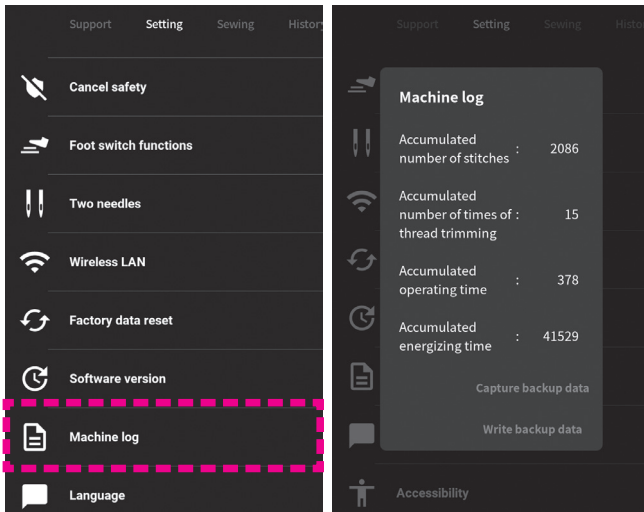 Support Setting Sewing History
Cancel safety
Foot switch functions
Two needles
Wireless LAN
Factory data reset
Software version
Machine log
Language
Support Setting Sewing Histor
Machine log
Accumulated
number of stitches : 2086
Accumulated
number of times of : 15
thread trimming
Accumulated
operating time : 378
Accumulated
energizing time : 41529
Capture backup data
Write backup data
Accessibility